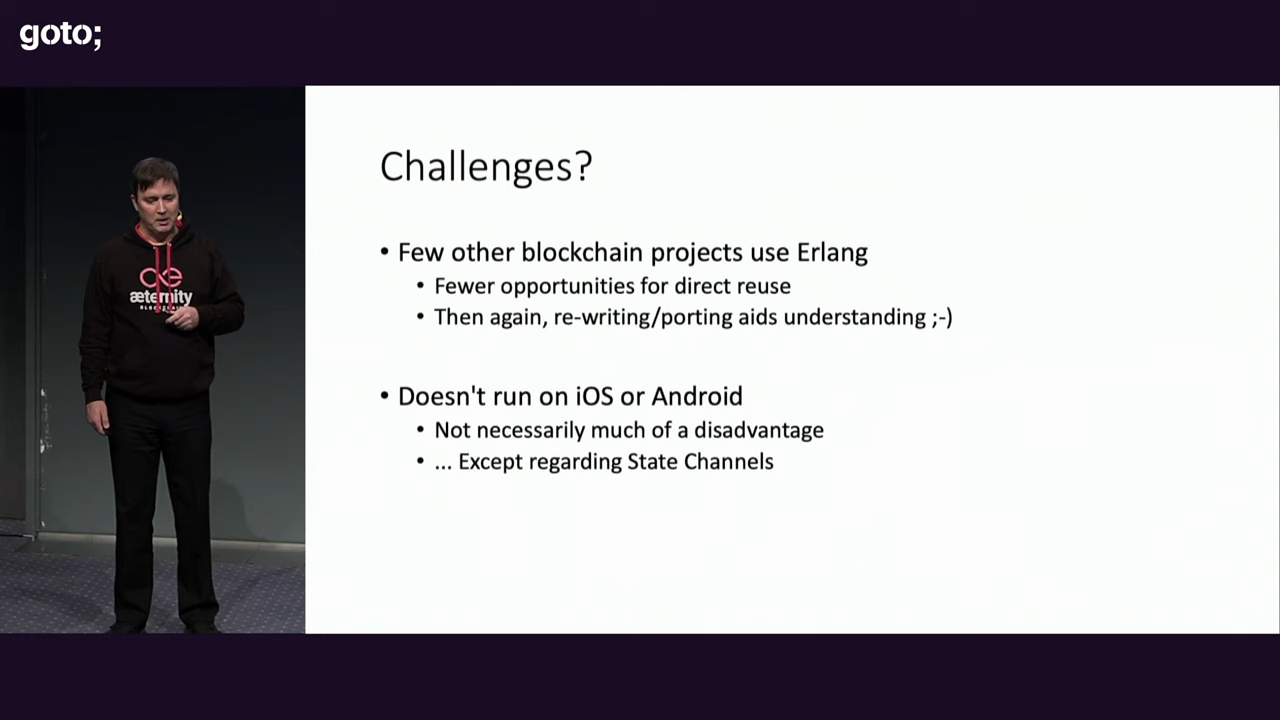 goto;
æternity
Challenges?
• Few other blockchain projects use Erlang
• Fewer opportunities for direct reuse
• Then again, re-writing/porting aids understanding ;-)
• Doesn't run on iOS or Android
• Not necessarily much of a disadvantage
• ... Except regarding State Channels